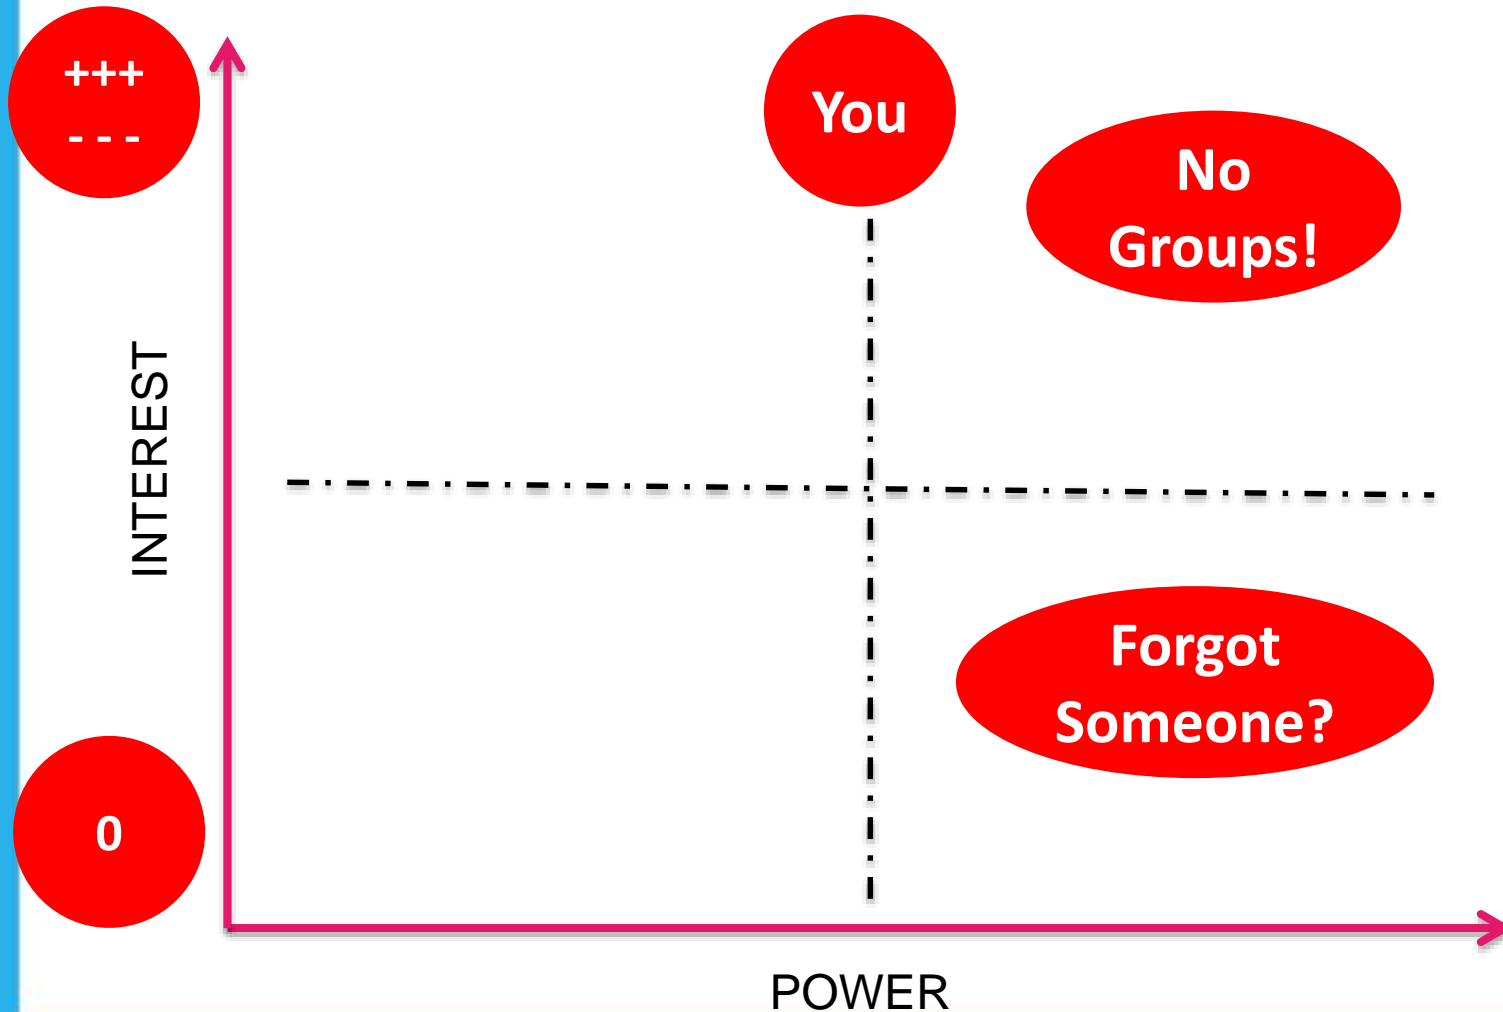 +++
- - -
You
No
Groups!
INTEREST
Forgot
Someone?
0
POWER